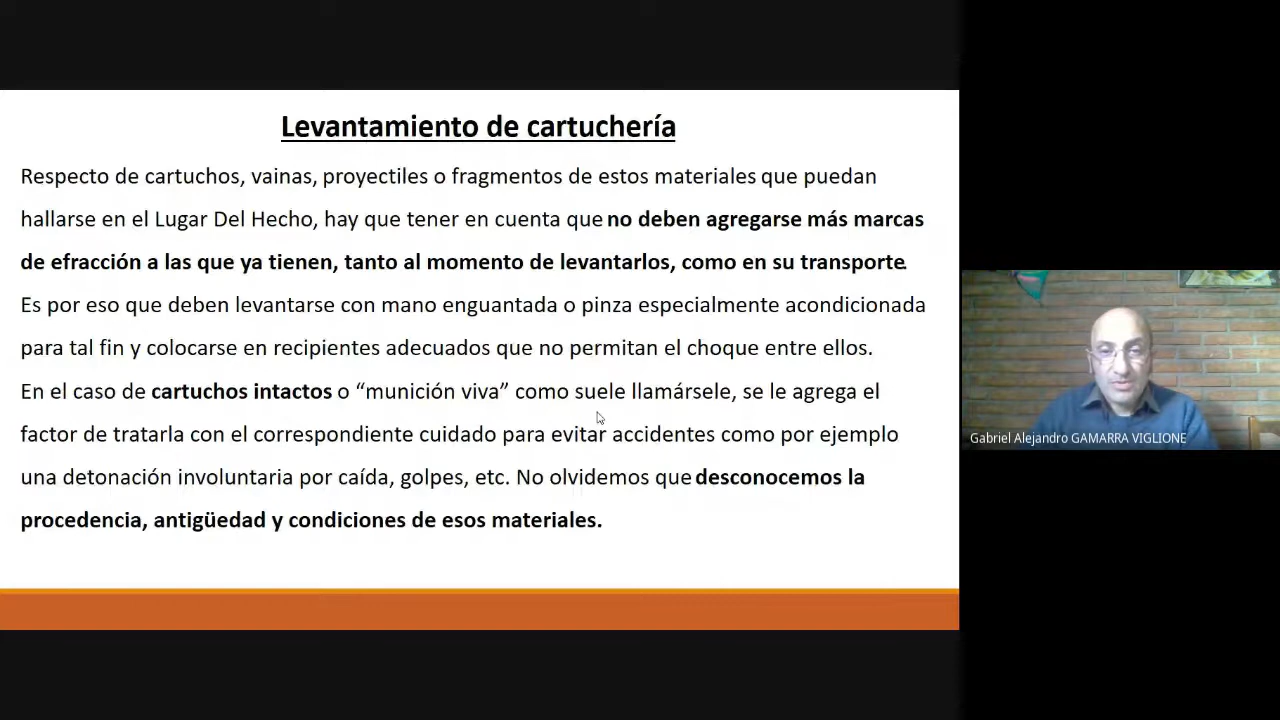 Levantamiento de cartuchería
Respecto de cartuchos, vainas, proyectiles o fragmentos de estos materiales que puedan
hallarse en el Lugar Del Hecho, hay que tener en cuenta que no deben agregarse más marcas
de efracción a las que ya tienen, tanto al momento de levantarlos, como en su transporte.
Es por eso que deben levantarse con mano enguantada o pinza especialmente acondicionada
para tal fin y colocarse en recipientes adecuados que no permitan el choque entre ellos.
En el caso de cartuchos intactos o “munición viva” como suele llamársele, se le agrega el
factor de tratarla con el correspondiente cuidado para evitar accidentes como por ejemplo
una detonación involuntaria por caída, golpes, etc. No olvidemos que desconocemos la
procedencia, antigüedad y condiciones de esos materiales.
Gabriel Alejandro GAMARRA VIGLIONE